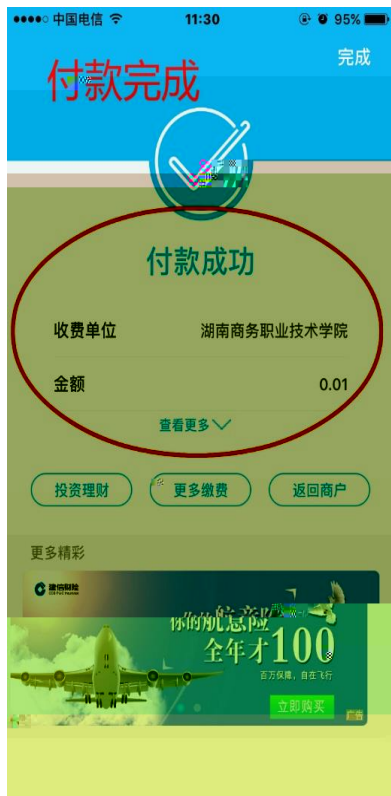 中国电信 11:30 95%
完成
付款完成
付款成功
收费单位 湖南商务职业技术学院
金额 0.01
查看更多
投资理财 更多缴费 返回商户
更多精彩
建信财险
你的航意险
全年才100
百万保障，自在飞行
立即购买